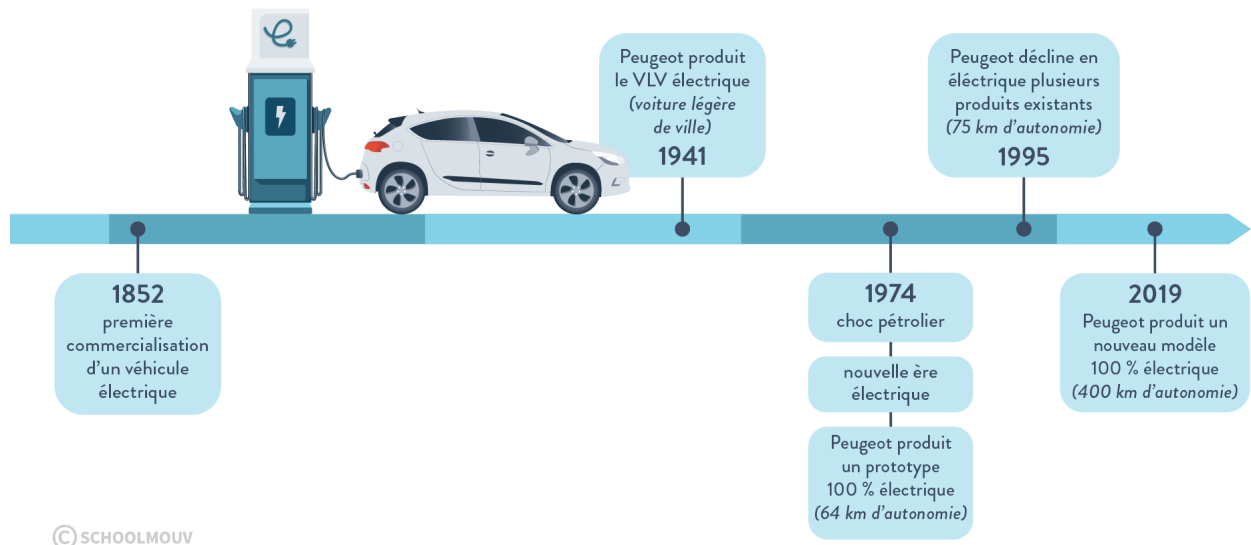 Peugeot produit
le VLV électrique
(voiture légère
de ville)
1941
Peugeot décline en
éléctrique plusieurs
produits existants
(75 km d'autonomie)
1995
1852
première
commercialisation
d'un véhicule
électrique
1974
choc pétrolier
nouvelle ère
électrique
Peugeot produit
un prototype
100 % électrique
(64 km d'autonomie)
2019
Peugeot produit un
nouveau modèle
100 % électrique
(400 km d'autonomie)
© SCHOOLMOUV